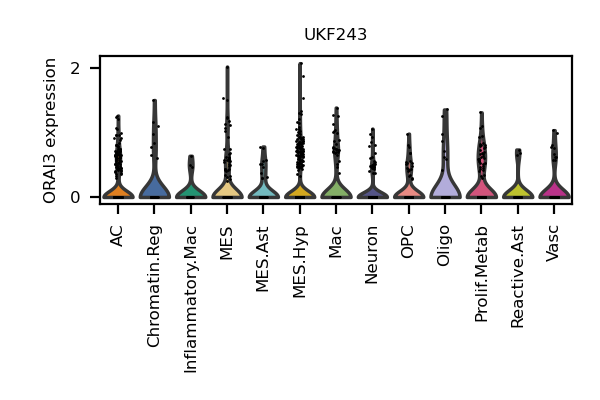 UKF243
ORAI3 expression
2
0
AC
Chromatin.Reg
Inflammatory.Mac
MES
MES.Ast
MES.Hyp
Mac
Neuron
OPC
Oligo
Prolif.Metab
Reactive.Ast
Vasc